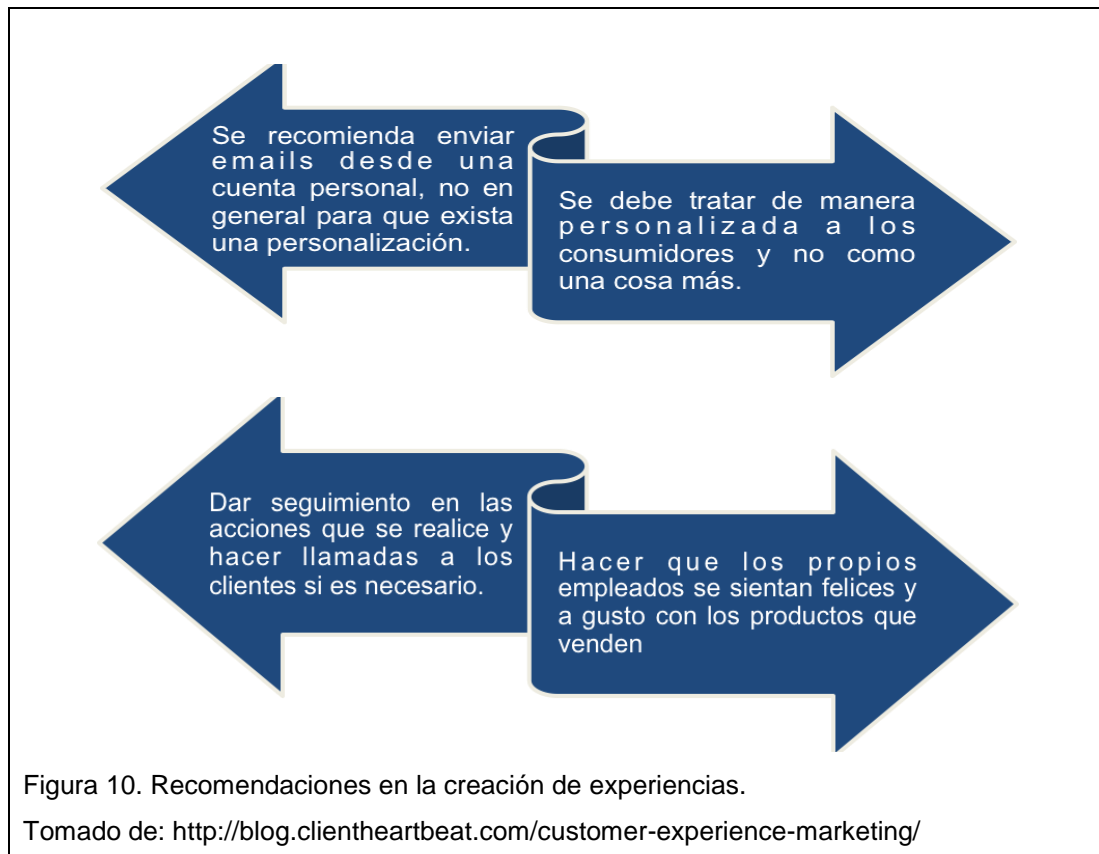 Se recomienda enviar
emails desde una
cuenta personal, no en
general para que exista
una personalización.
Se debe tratar de manera
personalizada a los
consumidores y no como
una cosa más.
Dar seguimiento en las
acciones que se realice y
hacer llamadas a los
clientes si es necesario.
Hacer que los propios
empleados se sientan felices y
a gusto con los productos que
venden
Figura 10. Recomendaciones en la creación de experiencias.
Tomado de: http://blog.clientheartbeat.com/customer-experience-marketing/